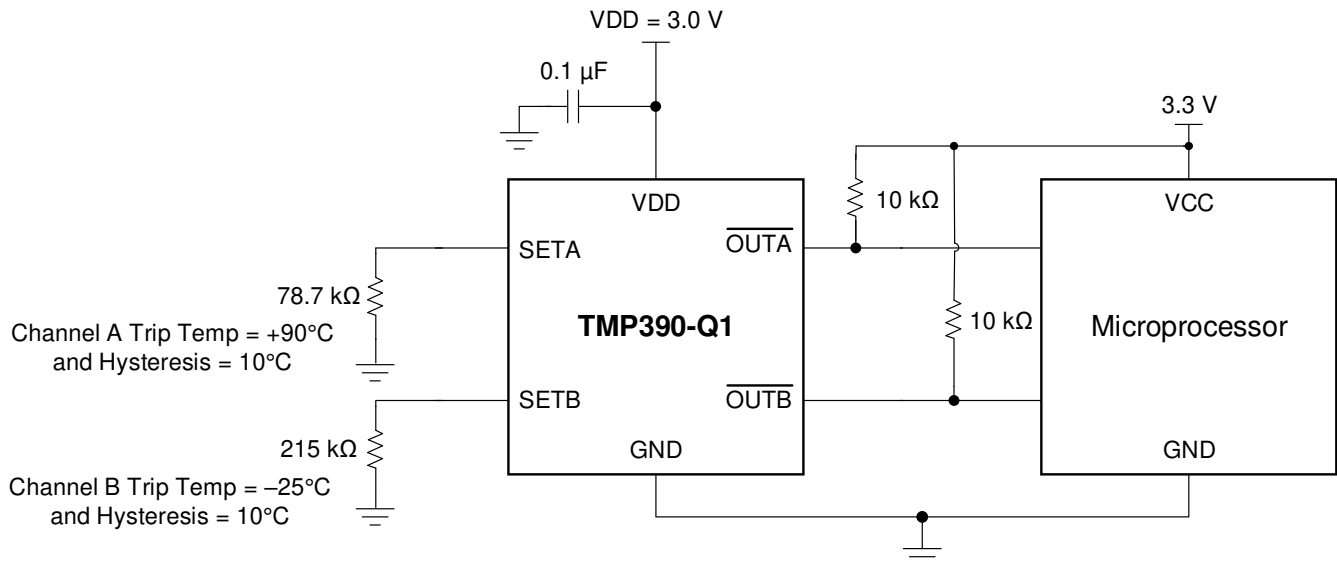 VDD = 3.0 V
0.1 µF
3.3 V
VDD
10 kΩ
VCC
SETA
OUTA
78.7 kΩ
Channel A Trip Temp = +90°C
and Hysteresis = 10°C
TMP390-Q1
10 kΩ
Microprocessor
SETB
OUTB
215 kΩ
GND
GND
Channel B Trip Temp = –25°C
and Hysteresis = 10°C